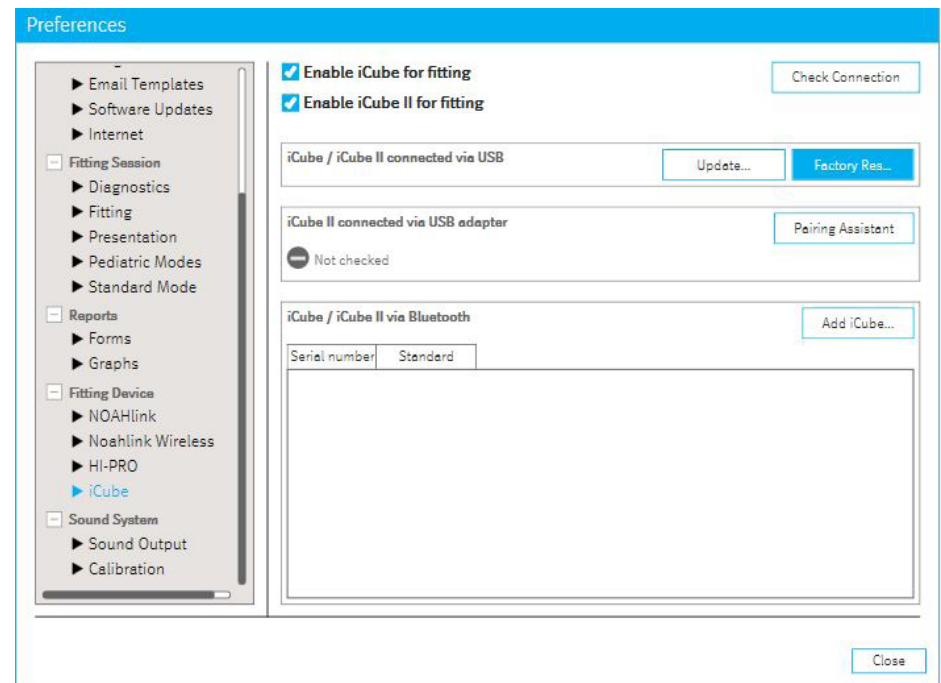 Preferences
Email Templates
Software Updates
Internet
Fitting Session
Diagnostics
Fitting
Presentation
Pediatric Modes
Standard Mode
Reports
Forms
Graphs
Fitting Device
NOAHlink
Noahlink Wireless
HI-PRO
iCube
Sound System
Sound Output
Calibration
Enable iCube for fitting
Check Connection
Enable iCube II for fitting
iCube / iCube II connected via USB
Update...
Factory Res...
iCube II connected via USB adapter
Pairing Assistant
Not checked
iCube / iCube II via Bluetooth
Add iCube...
Serial number Standard
Close